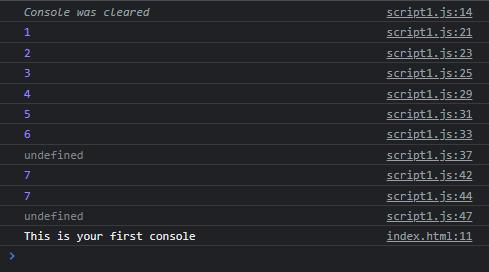 Console was cleared script1.js:14
1 script1.js:21
2 script1.js:23
3 script1.js:25
4 script1.js:29
5 script1.js:31
6 script1.js:33
undefined script1.js:37
7 script1.js:42
7 script1.js:44
undefined script1.js:47
This is your first console index.html:11
>